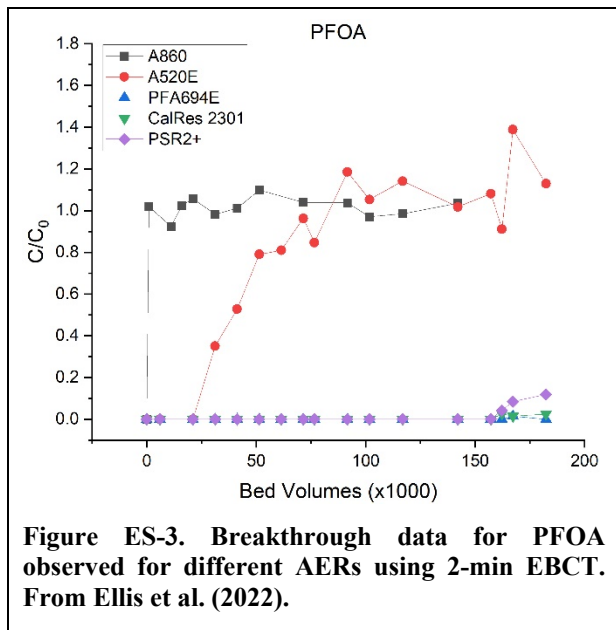 PFOA
A860
A520E
PFA694E
CalRes 2301
PSR2+
1.8
1.6
1.4
1.2
1.0
0.8
0.6
0.4
0.2
0.0
C/C₀
0
50
100
150
200
Bed Volumes (x1000)
Figure ES-3. Breakthrough data for PFOA
observed for different AERs using 2-min EBCT.
From Ellis et al. (2022).